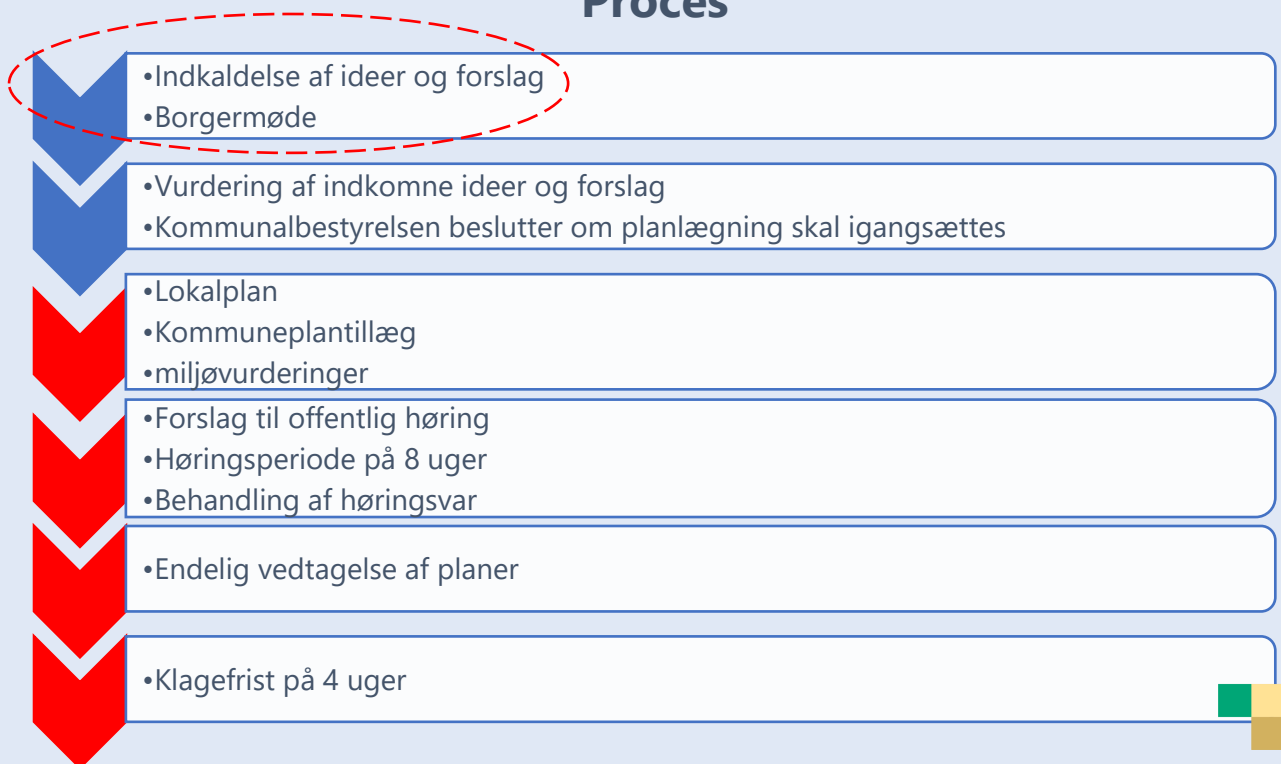 Proces
•Indkaldelse af ideer og forslag
•Borgermøde
•Vurdering af indkomne ideer og forslag
•Kommunalbestyrelsen beslutter om planlægning skal igangsættes
•Lokalplan
•Kommuneplantillæg
•miljøvurderinger
•Forslag til offentlig høring
•Høringsperiode på 8 uger
•Behandling af høringsvar
•Endelig vedtagelse af planer
•Klagefrist på 4 uger